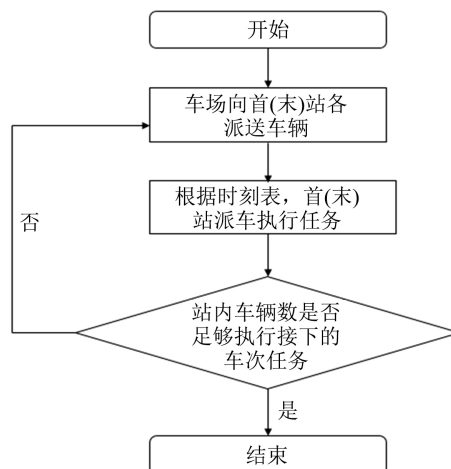 开始
车场向首(末)站各
派送车辆
根据时刻表，首(末)
站派车执行任务
否
站内车辆数是否
足够执行接下的
车次任务
是
结束